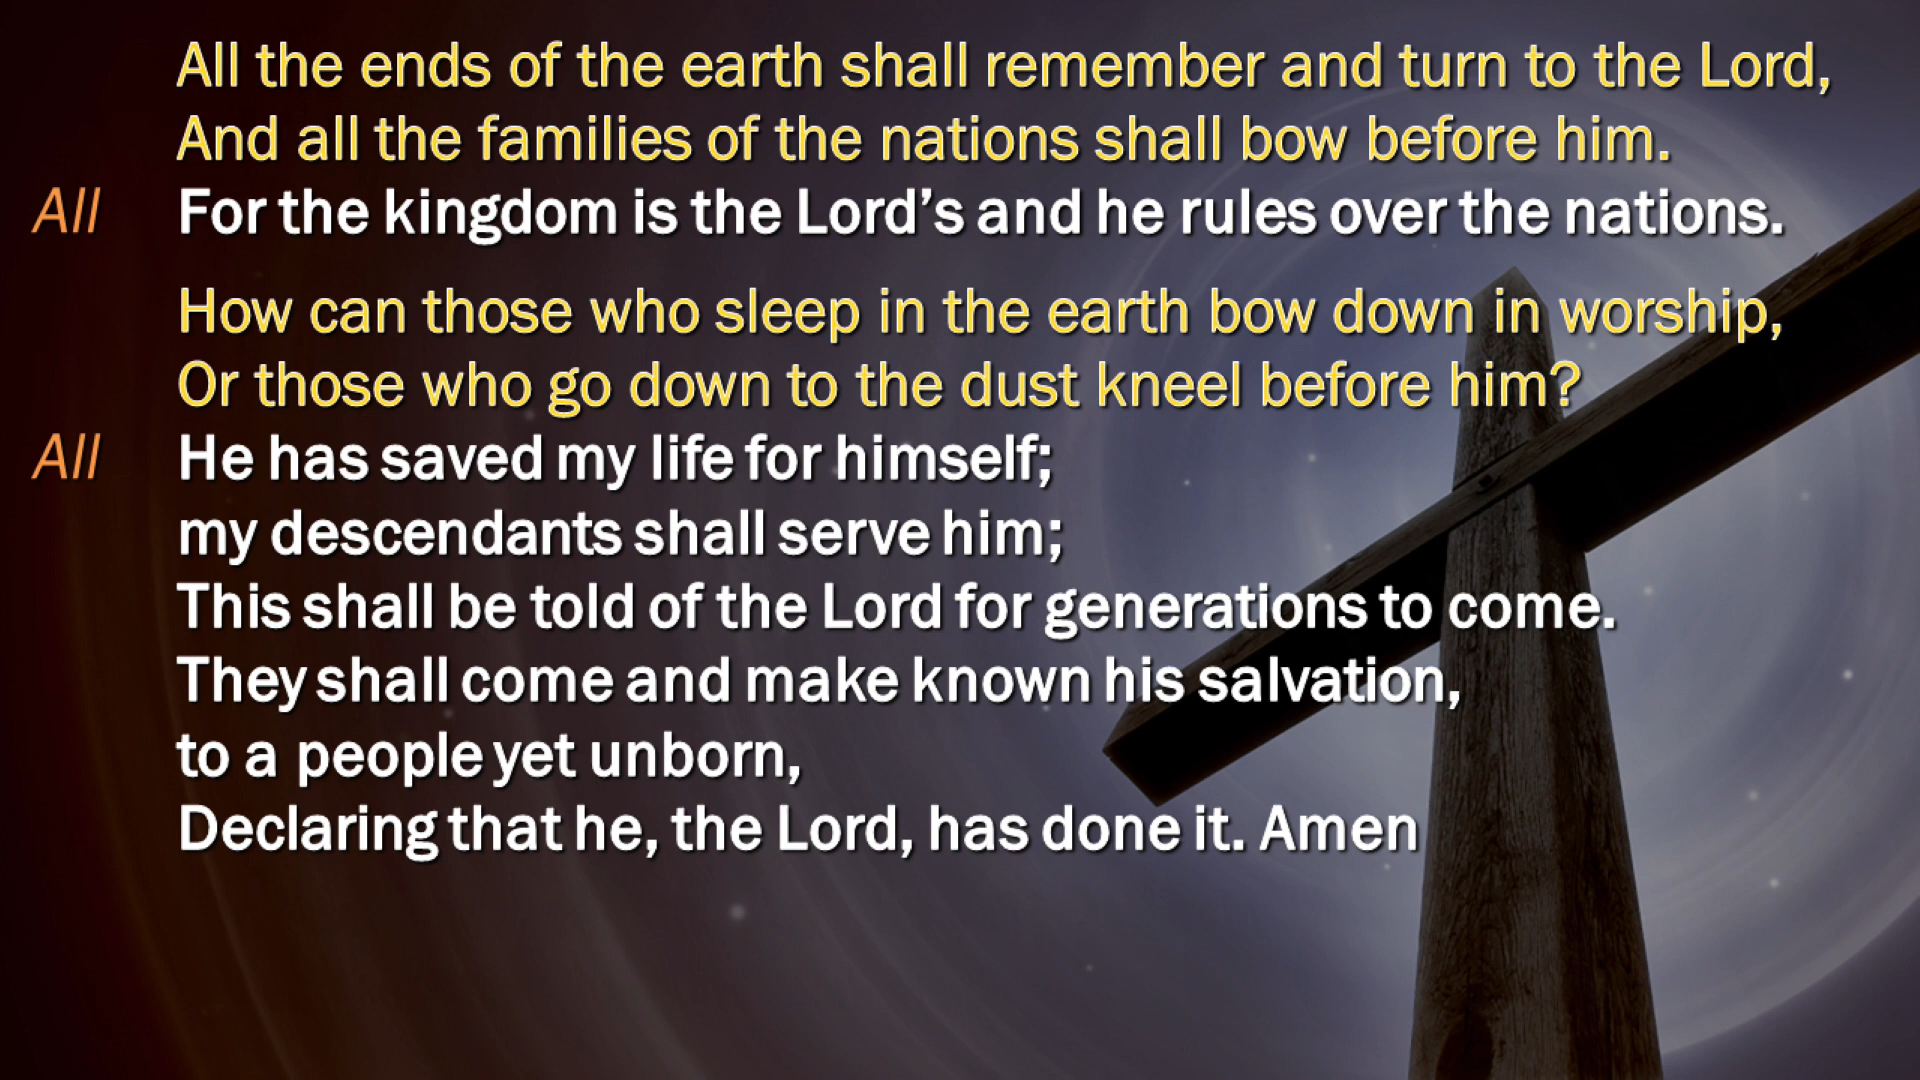 All the ends of the earth shall remember and turn to the Lord,
And all the families of the nations shall bow before him.
All For the kingdom is the Lord’s and he rules over the nations.
How can those who sleep in the earth bow down in worship,
Or those who go down to the dust kneel before him?
All He has saved my life for himself;
my descendants shall serve him;
This shall be told of the Lord for generations to come.
They shall come and make known his salvation,
to a people yet unborn,
Declaring that he, the Lord, has done it. Amen